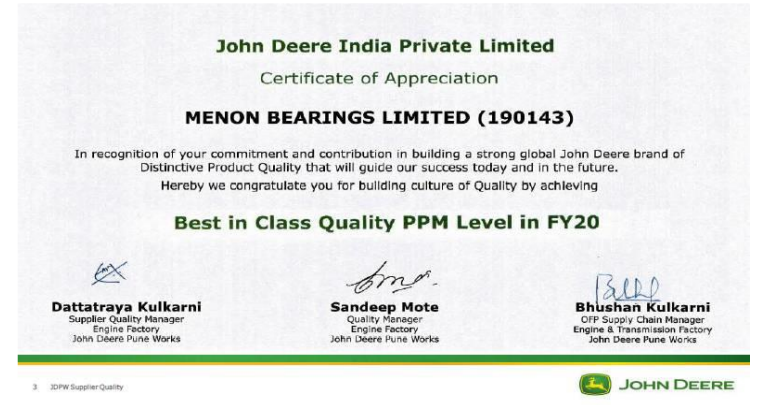 John Deere India Private Limited
Certificate of Appreciation
MENON BEARINGS LIMITED (190143)
In recognition of your commitment and contribution in building a strong global John Deere brand of
Distinctive Product Quality that will guide our success today and in the future.
Hereby we congratulate you for building culture of Quality by achieving
Best in Class Quality PPM Level in FY20
Dattatraya Kulkarni
Supplier Quality Manager
Engine Factory
John Deere Pune Works
Sandeep Mote
Quality Manager
Engine Factory
John Deere Pune Works
Bhushan Kulkarni
OFP Supply Chain Manager
Engine & Transmission Factory
John Deere Pune Works
3 JDPW Supplier Quality
JOHN DEERE